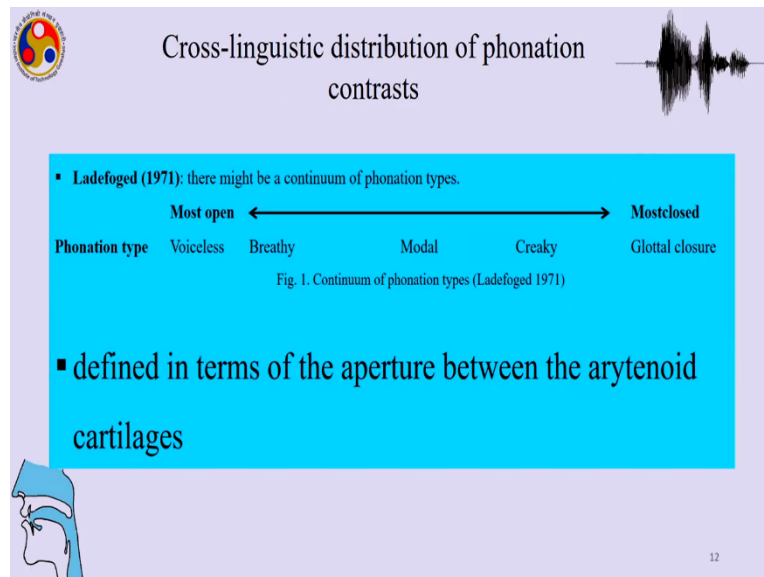 Cross-linguistic distribution of phonation
contrasts
▪ Ladefoged (1971): there might be a continuum of phonation types.
Most open Mostclosed
Phonation type Voiceless Breathy Modal Creaky Glottal closure
Fig. 1. Continuum of phonation types (Ladefoged 1971)
▪ defined in terms of the aperture between the arytenoid
cartilages
12